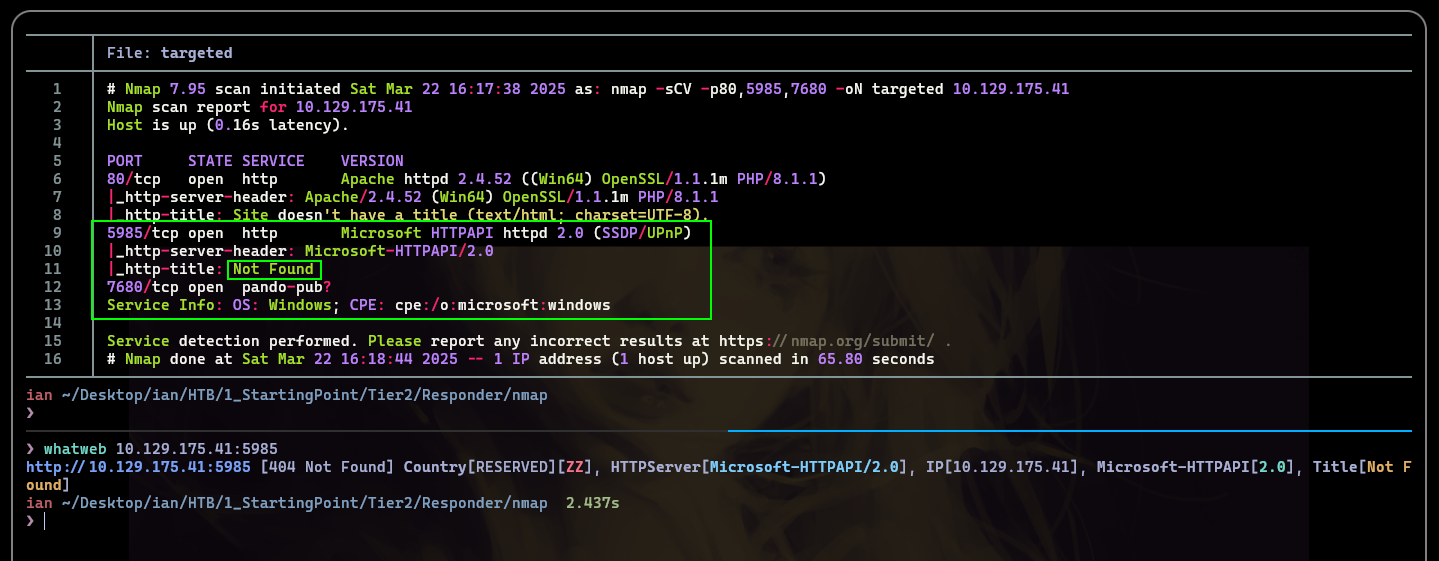 File: targeted
1 # Nmap 7.95 scan initiated Sat Mar 22 16:17:38 2025 as: nmap -sCV -p80,5985,7680 -oN targeted 10.129.175.41
2 Nmap scan report for 10.129.175.41
3 Host is up (0.16s latency).
4
5 PORT     STATE SERVICE    VERSION
6 80/tcp   open  http       Apache httpd 2.4.52 ((Win64) OpenSSL/1.1.1m PHP/8.1.1)
7 |_http-server-header: Apache/2.4.52 (Win64) OpenSSL/1.1.1m PHP/8.1.1
8 |_http-title: Site doesn't have a title (text/html; charset=UTF-8).
9 5985/tcp open  http       Microsoft HTTPAPI httpd 2.0 (SSDP/UPnP)
10 |_http-server-header: Microsoft-HTTPAPI/2.0
11 |_http-title: Not Found
12 7680/tcp open  pando-pub?
13 Service Info: OS: Windows; CPE: cpe:/o:microsoft:windows
14
15 Service detection performed. Please report any incorrect results at https://nmap.org/submit/ .
16 # Nmap done at Sat Mar 22 16:18:44 2025 -- 1 IP address (1 host up) scanned in 65.80 seconds
ian ~/Desktop/ian/HTB/1_StartingPoint/Tier2/Responder/nmap
❯
❯ whatweb 10.129.175.41:5985
http://10.129.175.41:5985 [404 Not Found] Country[RESERVED][ZZ], HTTPServer[Microsoft-HTTPAPI/2.0], IP[10.129.175.41], Microsoft-HTTPAPI[2.0], Title[Not F
ound]
ian ~/Desktop/ian/HTB/1_StartingPoint/Tier2/Responder/nmap  2.437s
❯